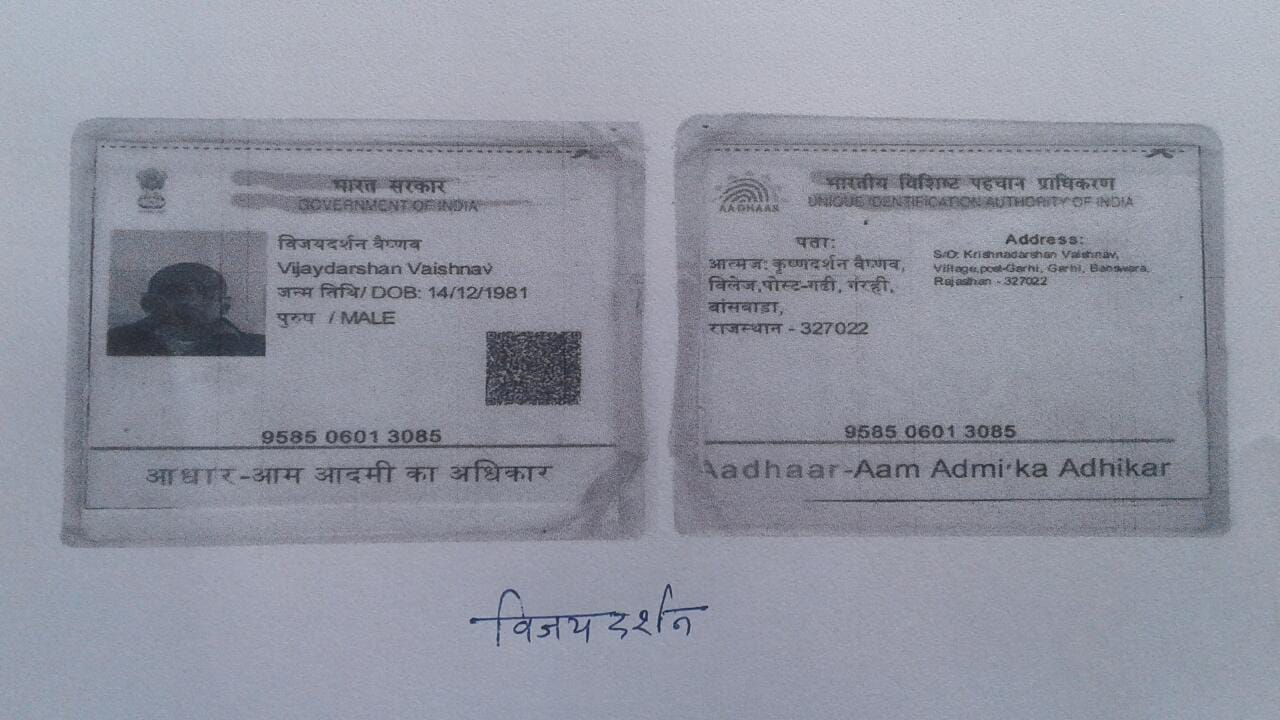 भारत सरकार
GOVERNMENT OF INDIA
विजयदर्शन वैष्णव
Vijaydarshan Vaishnav
जन्म तिथि/ DOB: 14/12/1981
पुरुष / MALE
9585 0601 3085
आधार-आम आदमी का अधिकार
भारतीय विशिष्ट पहचान प्राधिकरण
AADHAAR
UNIQUE IDENTIFICATION AUTHORITY OF INDIA
पता:
आत्मज: कृष्णदर्शन वैष्णव,
विलेज,पोस्ट-गढी, गरही,
बांसवाडा,
राजस्थान - 327022
Address:
S/O: Krishnadarshan Vaishnav,
Village,post-Garhi, Garhi, Banswara,
Rajasthan - 327022
9585 0601 3085
Aadhaar-Aam Admi ka Adhikar
विजयदर्शन